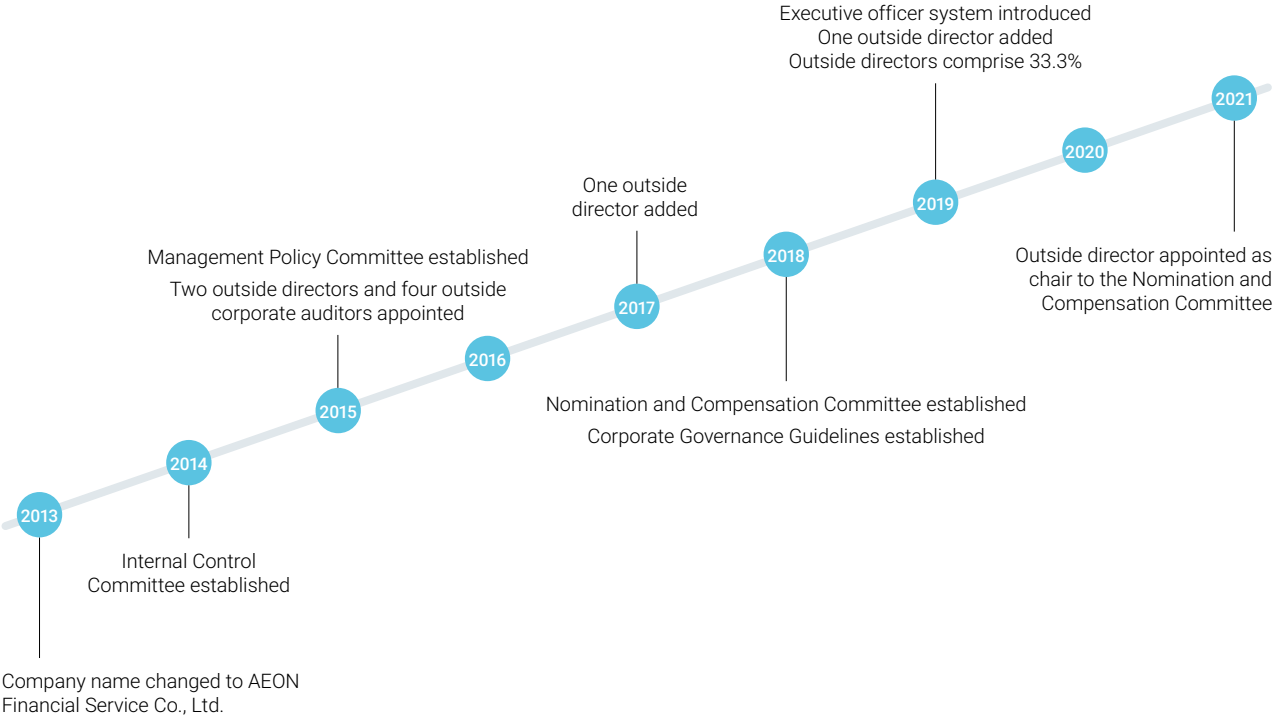 Executive officer system introduced
One outside director added
Outside directors comprise 33.3%
2021
2020
2019
One outside
director added
2018
Outside director appointed as
chair to the Nomination and
Compensation Committee
Management Policy Committee established
Two outside directors and four outside
corporate auditors appointed
2017
2016
Nomination and Compensation Committee established
Corporate Governance Guidelines established
2015
2014
2013
Internal Control
Committee established
Company name changed to AEON
Financial Service Co., Ltd.